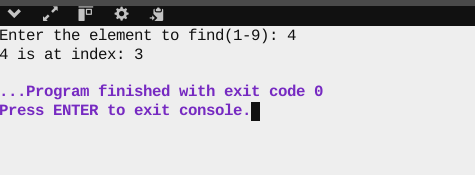 Enter the element to find(1-9): 4
4 is at index: 3
...Program finished with exit code 0
Press ENTER to exit console.